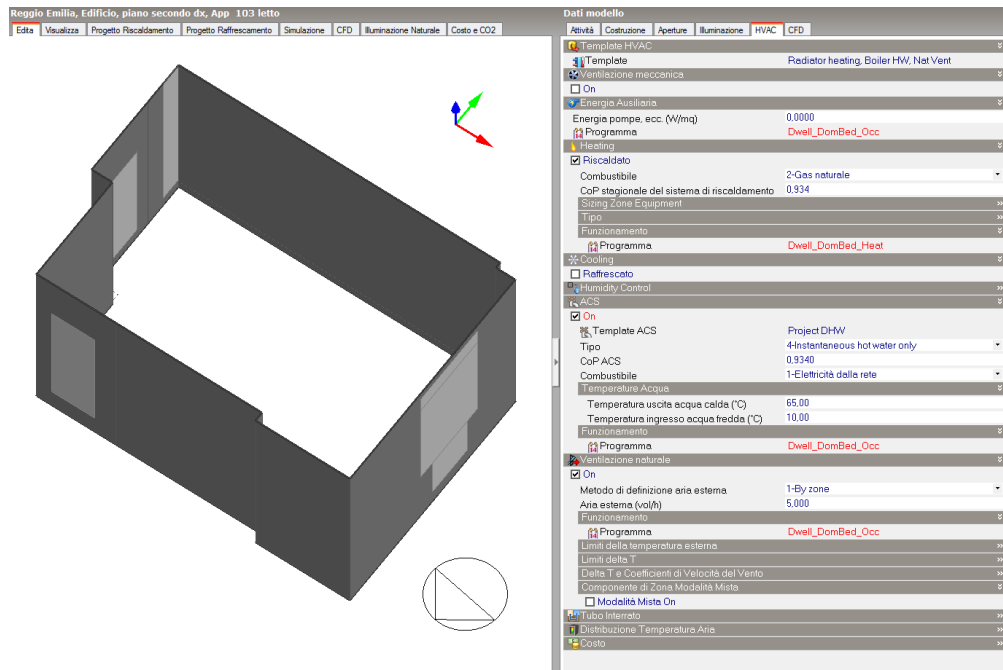 Reggio Emilia, Edificio, piano secondo dx, App 103 letto
Edita Visualizza Progetto Riscaldamento Progetto Raffrescamento Simulazione CFD Illuminazione Naturale Costo e CO2
Dati modello
Attività Costruzione Aperture Illuminazione HVAC CFD
Template HVAC
Template Radiator heating, Boiler HW, Nat Vent
Ventilazione meccanica
On
Energia Ausiliaria
Energia pompe, ecc. (W/mq) 0,0000
Programma Dwell_DomBed_Occ
Heating
Riscaldato
Combustibile 2-Gas naturale
CoP stagionale del sistema di riscaldamento 0,934
Sizing Zone Equipment
Tipo
Funzionamento
Programma Dwell_DomBed_Heat
Cooling
Raffrescato
Humidity Control
ACS
On
Template ACS Project DHW
Tipo 4-Instantaneous hot water only
CoP ACS 0,9340
Combustibile 1-Elettricità dalla rete
Temperature Acqua
Temperatura uscita acqua calda (°C) 65,00
Temperatura ingresso acqua fredda (°C) 10,00
Funzionamento
Programma Dwell_DomBed_Occ
Ventilazione naturale
On
Metodo di definizione aria esterna 1-By zone
Aria esterna (vol/h) 5,000
Funzionamento
Programma Dwell_DomBed_Occ
Limiti della temperatura esterna
Limiti delta T
Delta T e Coefficienti di Velocità del Vento
Componente di Zona Modalità Mista
Modalità Mista On
Tubo Interrato
Distribuzione Temperatura Aria
Costo